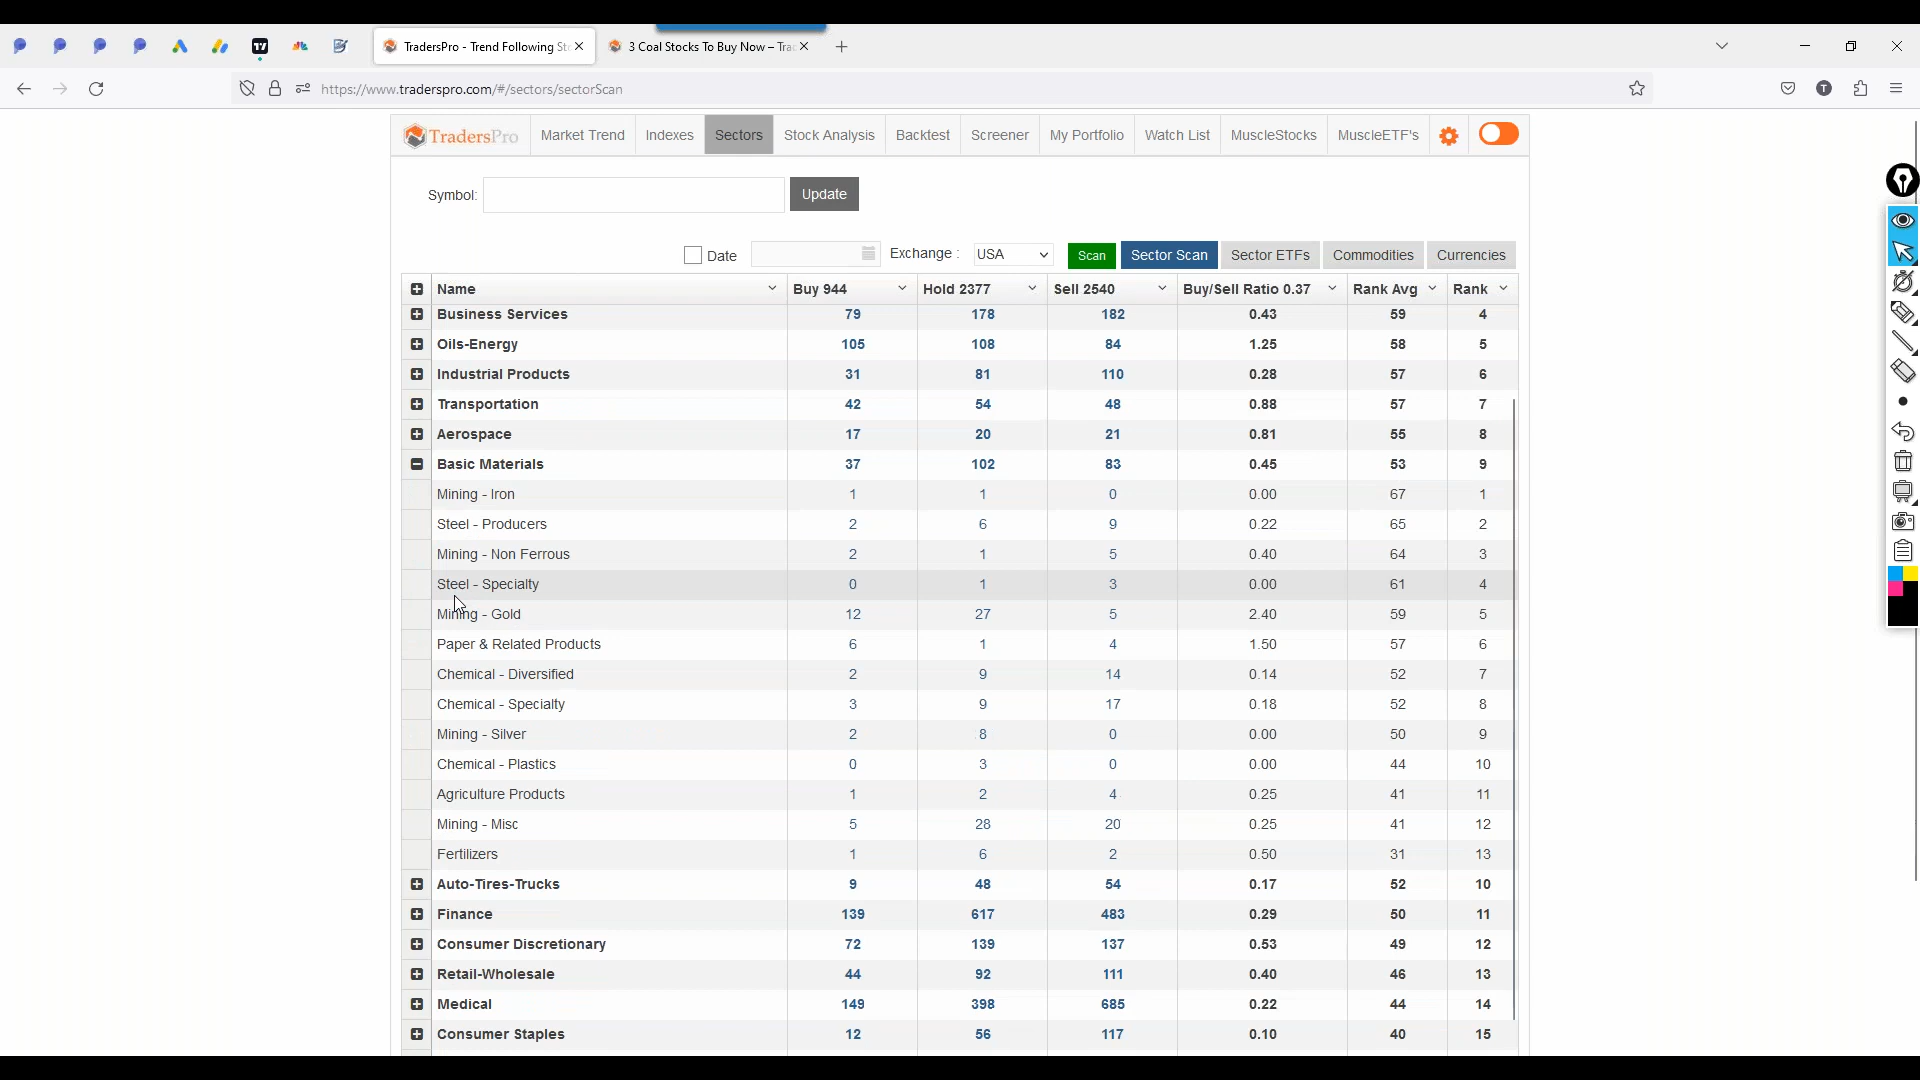 TradersPro - Trend Following St
3 Coal Stocks To Buy Now – Trad
https://www.traderspro.com/#/sectors/sectorScan
T
TradersPro Market Trend Indexes Sectors Stock Analysis Backtest Screener My Portfolio Watch List MuscleStocks MuscleETF's
Symbol: Update
Date Exchange : USA Scan Sector Scan Sector ETFs Commodities Currencies
Name Buy 944 Hold 2377 Sell 2540 Buy/Sell Ratio 0.37 Rank Avg Rank
Business Services 79 178 182 0.43 59 4
Oils-Energy 105 108 84 1.25 58 5
Industrial Products 31 81 110 0.28 57 6
Transportation 42 54 48 0.88 57 7
Aerospace 17 20 21 0.81 55 8
Basic Materials 37 102 83 0.45 53 9
Mining - Iron 1 1 0 0.00 67 1
Steel - Producers 2 6 9 0.22 65 2
Mining - Non Ferrous 2 1 5 0.40 64 3
Steel - Specialty 0 1 3 0.00 61 4
Mining - Gold 12 27 5 2.40 59 5
Paper & Related Products 6 1 4 1.50 57 6
Chemical - Diversified 2 9 14 0.14 52 7
Chemical - Specialty 3 9 17 0.18 52 8
Mining - Silver 2 8 0 0.00 50 9
Chemical - Plastics 0 3 0 0.00 44 10
Agriculture Products 1 2 4 0.25 41 11
Mining - Misc 5 28 20 0.25 41 12
Fertilizers 1 6 2 0.50 31 13
Auto-Tires-Trucks 9 48 54 0.17 52 10
Finance 139 617 483 0.29 50 11
Consumer Discretionary 72 139 137 0.53 49 12
Retail-Wholesale 44 92 111 0.40 46 13
Medical 149 398 685 0.22 44 14
Consumer Staples 12 56 117 0.10 40 15